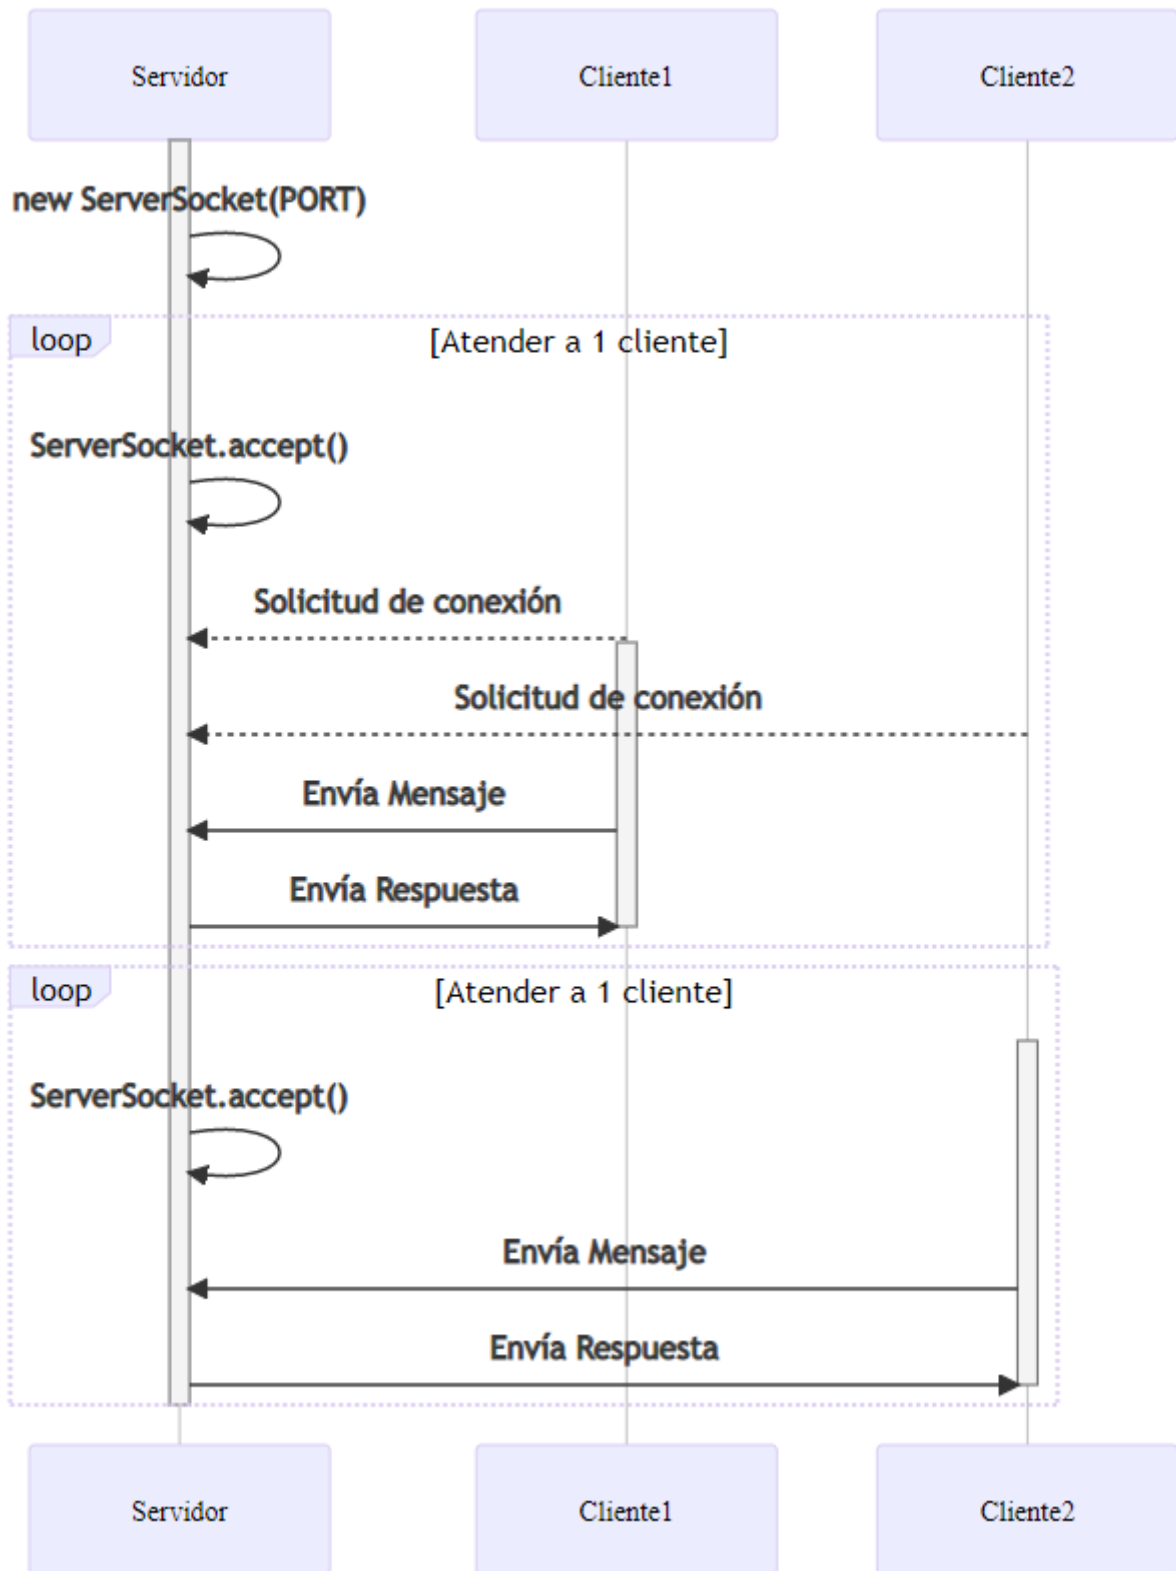 Servidor
Cliente1
Cliente2
new ServerSocket(PORT)
loop
[Atender a 1 cliente]
ServerSocket.accept()
Solicitud de conexión
Solicitud de conexión
Envía Mensaje
Envía Respuesta
loop
[Atender a 1 cliente]
ServerSocket.accept()
Envía Mensaje
Envía Respuesta
Servidor
Cliente1
Cliente2